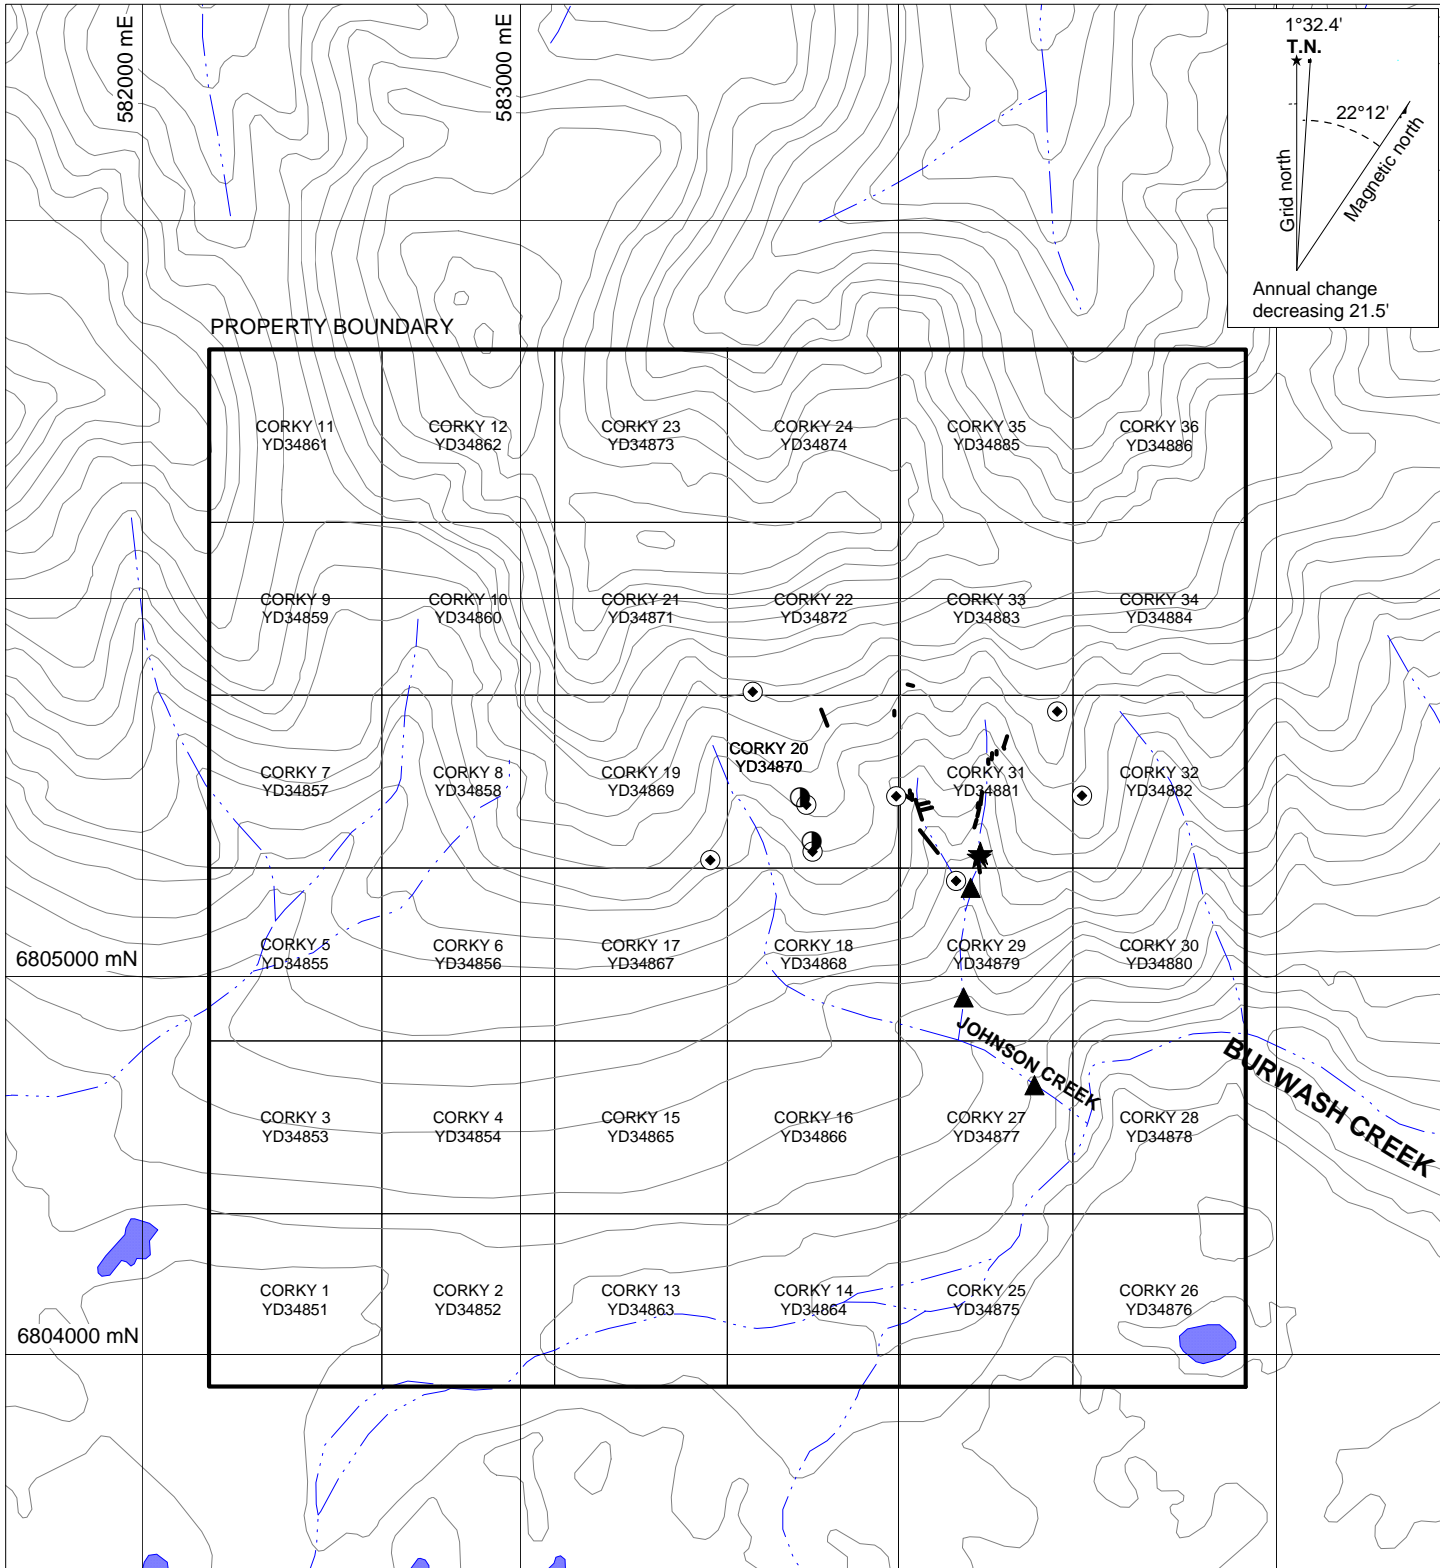 582000 mE
583000 mE
1°32.4'
T.N.
22°12'
Grid north
Magnetic north
Annual change
decreasing 21.5'
PROPERTY BOUNDARY
CORKY 11
YD34861
CORKY 12
YD34862
CORKY 23
YD34873
CORKY 24
YD34874
CORKY 35
YD34885
CORKY 36
YD34886
CORKY 9
YD34859
CORKY 10
YD34860
CORKY 21
YD34871
CORKY 22
YD34872
CORKY 33
YD34883
CORKY 34
YD34884
CORKY 7
YD34857
CORKY 8
YD34858
CORKY 19
YD34869
CORKY 20
YD34870
CORKY 31
YD34881
CORKY 32
YD34882
6805000 mN
CORKY 5
YD34855
CORKY 6
YD34856
CORKY 17
YD34867
CORKY 18
YD34868
CORKY 29
YD34879
CORKY 30
YD34880
JOHNSON CREEK
BURWASH CREEK
CORKY 3
YD34853
CORKY 4
YD34854
CORKY 15
YD34865
CORKY 16
YD34866
CORKY 27
YD34877
CORKY 28
YD34878
CORKY 1
YD34851
CORKY 2
YD34852
CORKY 13
YD34863
CORKY 14
YD34864
CORKY 25
YD34875
CORKY 26
YD34876
6804000 mN